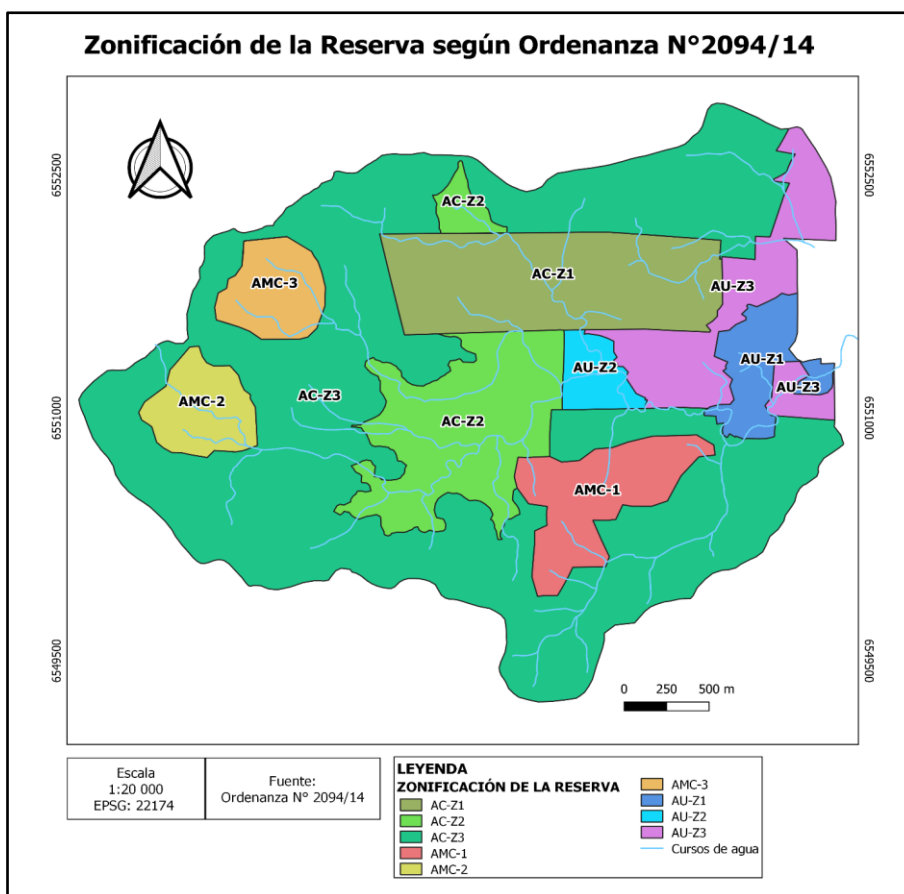 Zonificación de la Reserva según Ordenanza N°2094/14
6552500
6552500
AC-Z2
AC-Z1
AMC-3
AU-Z3
AU-Z1
AU-Z2
AU-Z3
AC-Z3
AMC-2
AC-Z2
6551000
6551000
AMC-1
6549500
6549500
0 250 500 m
Escala
1:20 000
EPSG: 22174
Fuente:
Ordenanza N° 2094/14
LEYENDA
ZONIFICACIÓN DE LA RESERVA
AC-Z1
AC-Z2
AC-Z3
AMC-1
AMC-2
AMC-3
AU-Z1
AU-Z2
AU-Z3
Cursos de agua